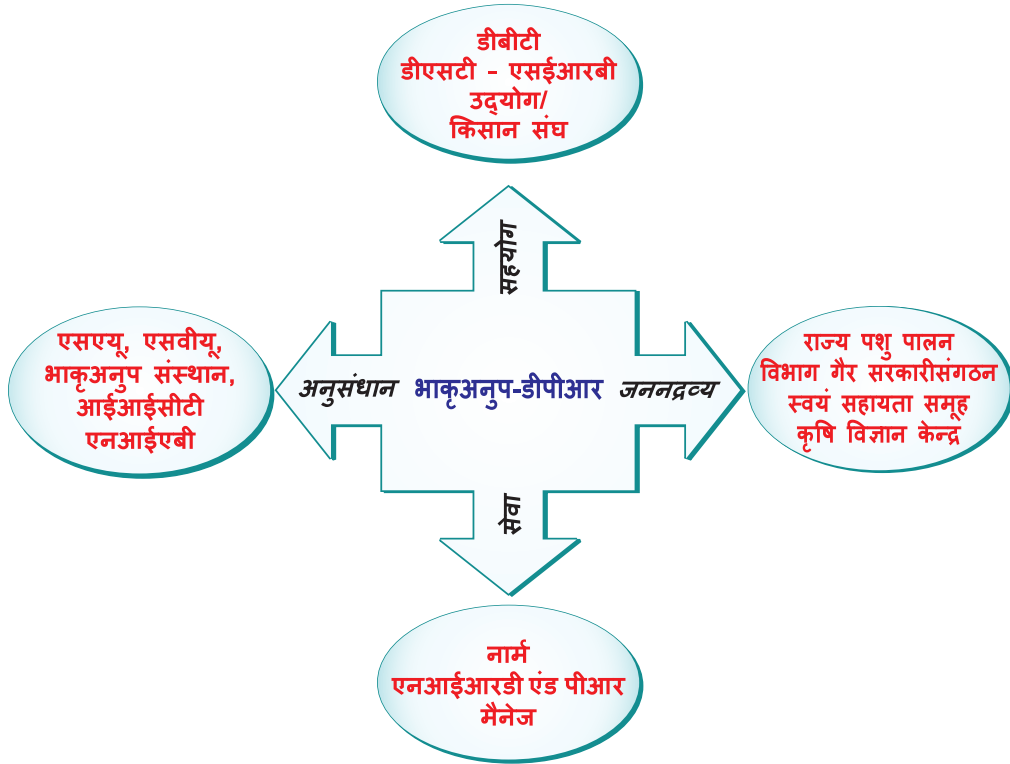 डीबीटी
डीएसटी - एसईआरबी
उद्योग/
किसान संघ
सहयोग
एसएयू, एसवीयू,
भाकृअनुप संस्थान,
आईआईसीटी
एनआईएबी
अनुसंधान
भाकृअनुप-डीपीआर
जननद्रव्य
राज्य पशु पालन
विभाग गैर सरकारीसंगठन
स्वयं सहायता समूह
कृषि विज्ञान केन्द्र
सेवा
नार्म
एनआईआरडी एंड पीआर
मैनेज